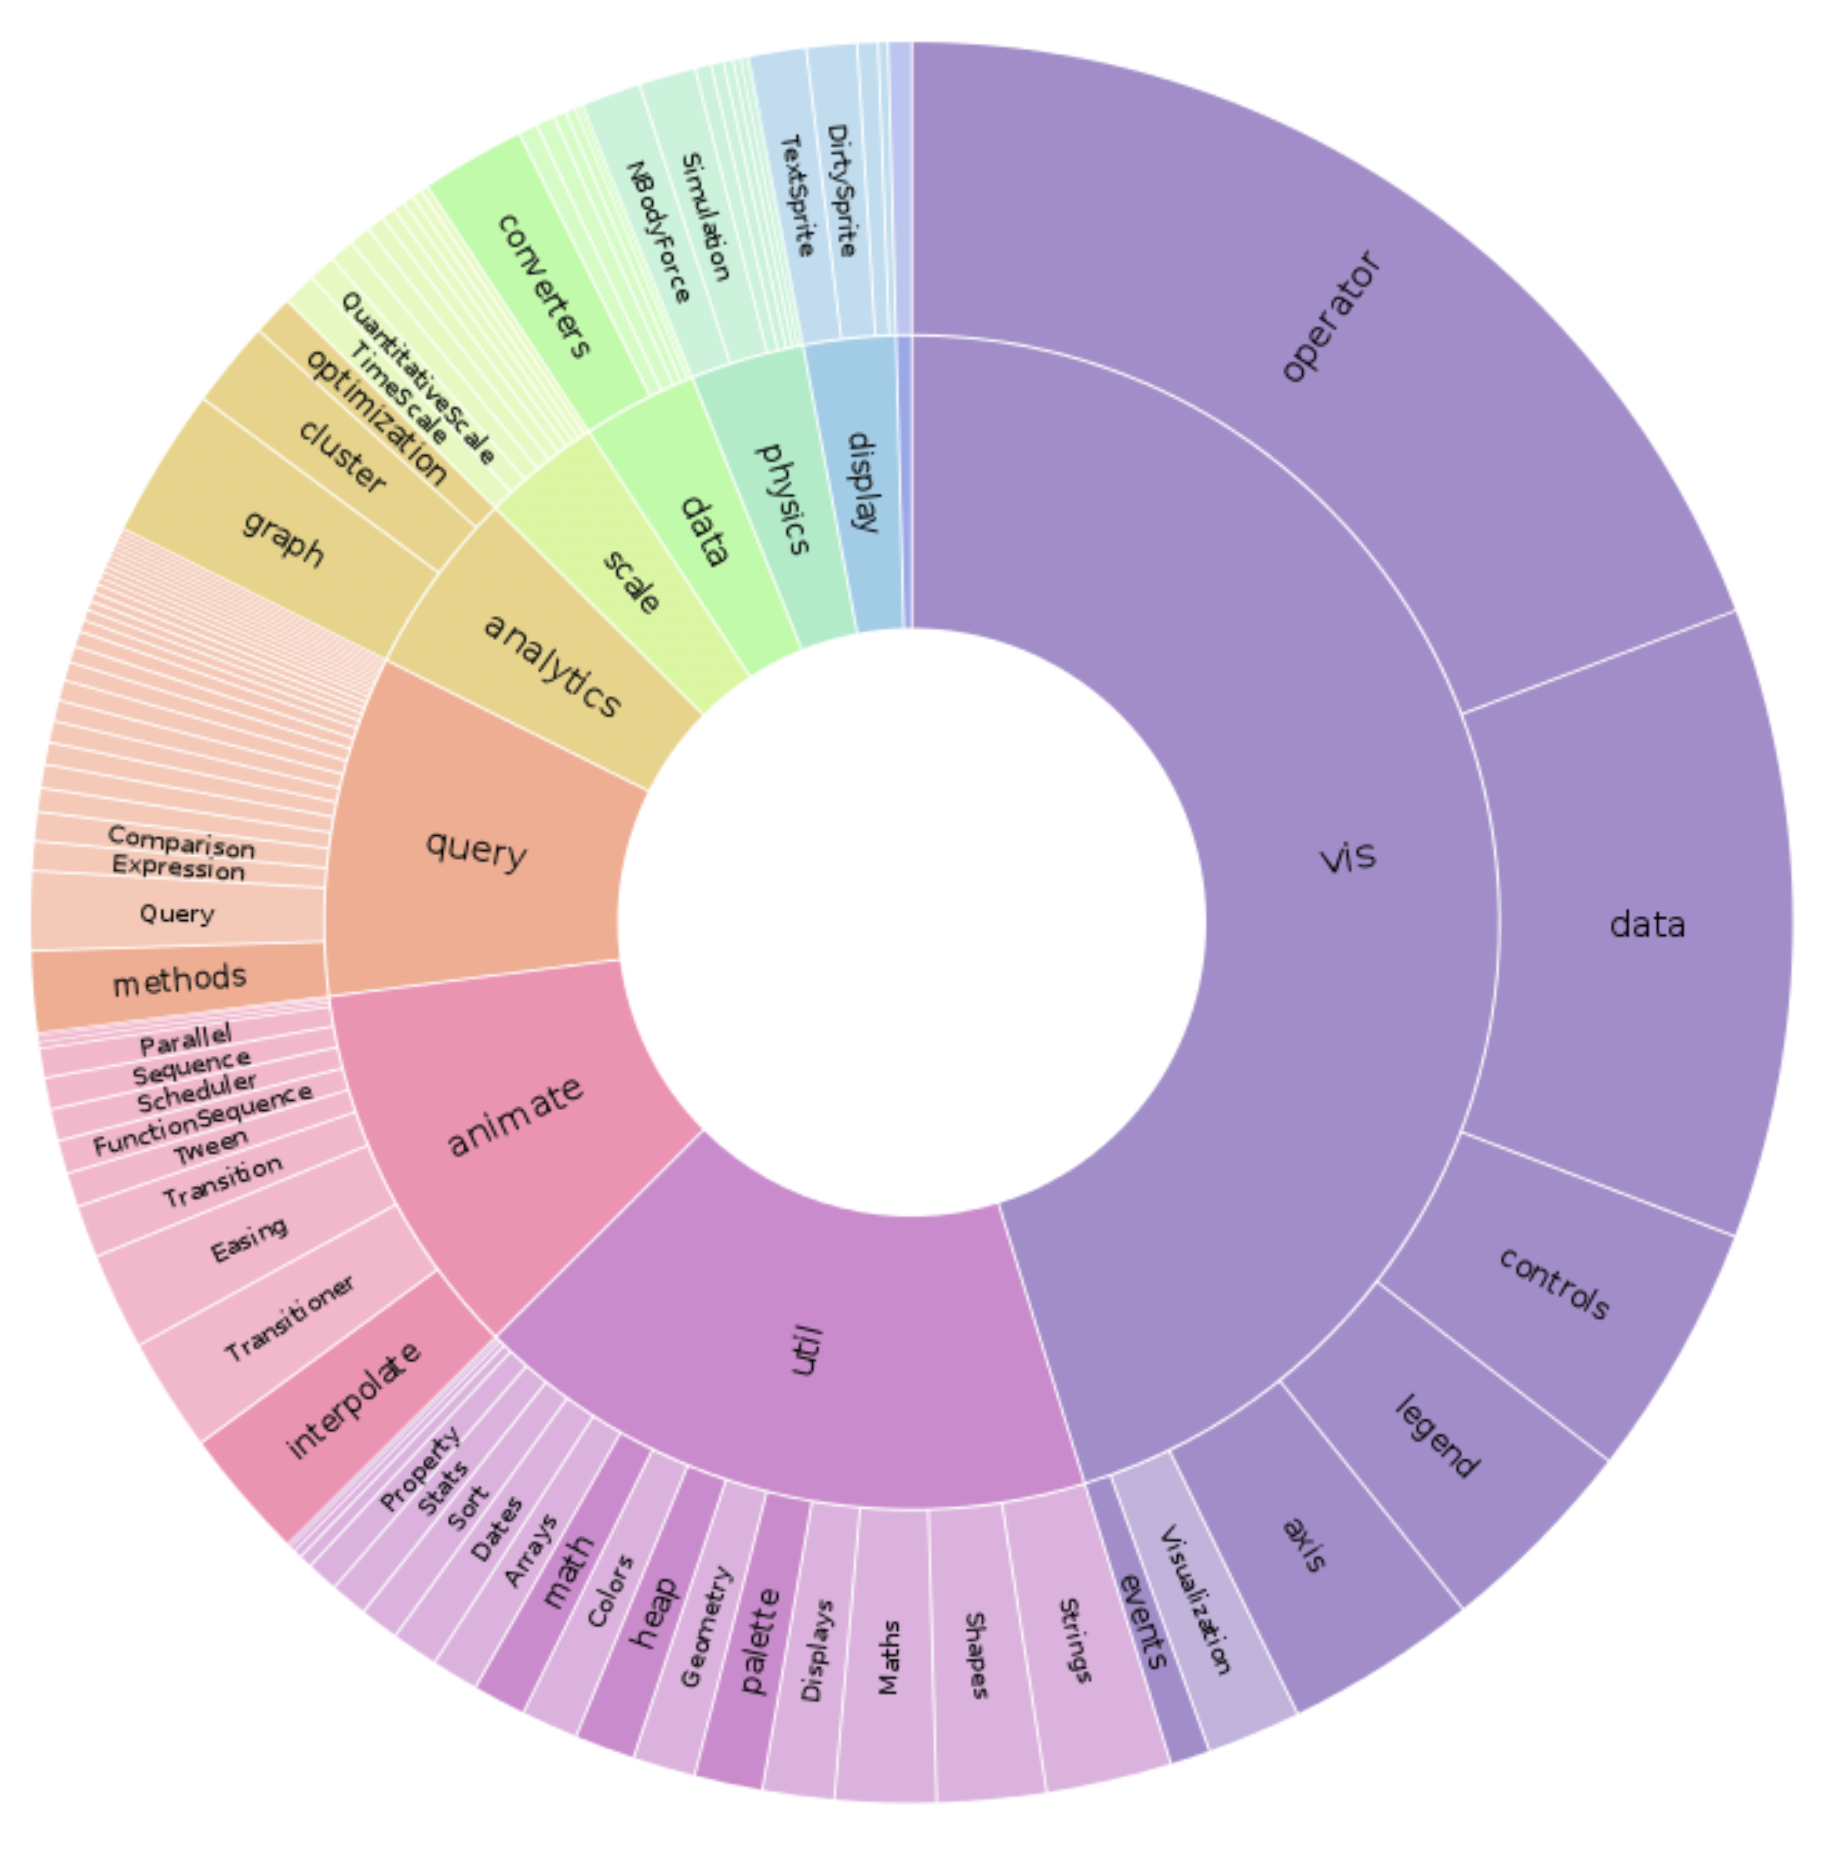 vis
util
animate
query
analytics
scale
data
physics
display
operator
data
controls
legend
axis
Visualization
events
Strings
Shapes
Maths
Displays
palette
Geometry
heap
Colors
math
Arrays
Dates
Sort
Stats
Property
interpolate
Transitioner
Easing
Transition
Tween
FunctionSequence
Scheduler
Sequence
Parallel
methods
Query
Expression
Comparison
graph
cluster
optimization
TimeScale
QuantitativeScale
converters
NBodyForce
Simulation
TextSprite
DirtySprite